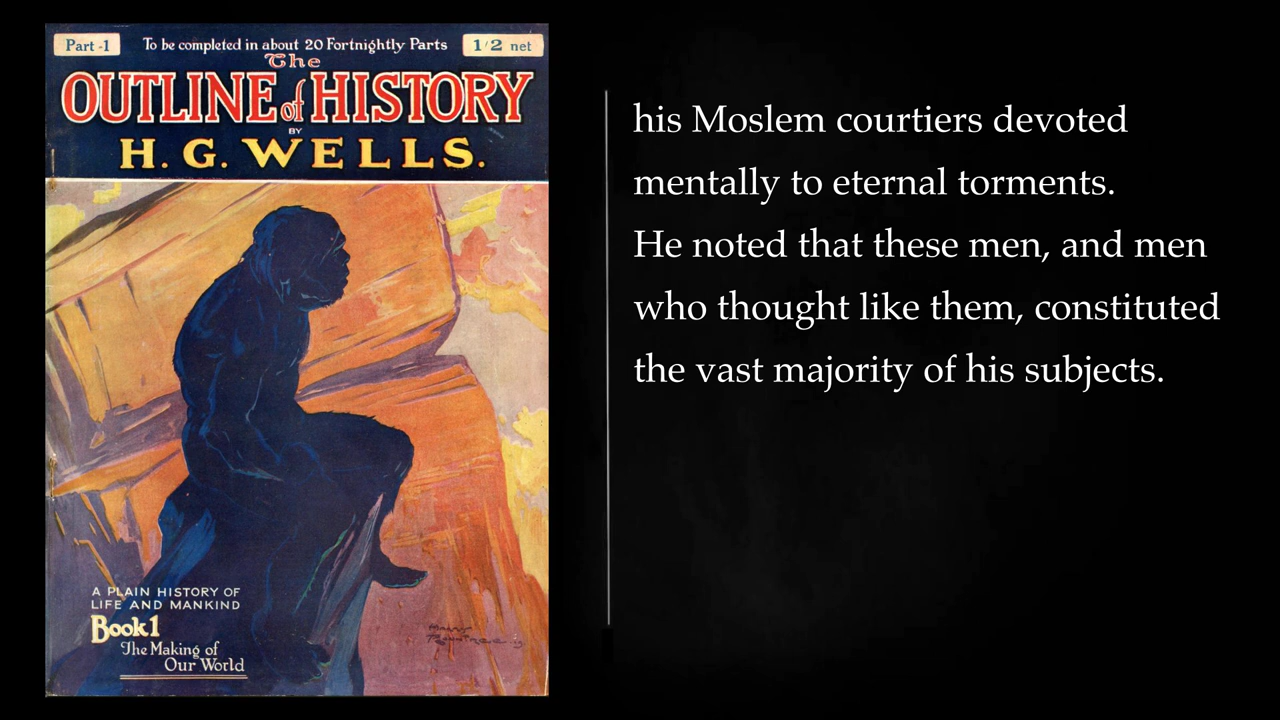 Part -1
To be completed in about 20 Fortnightly Parts
1/2 net
The
OUTLINE of HISTORY
BY
H. G. WELLS.
A PLAIN HISTORY OF
LIFE AND MANKIND
Book 1
The Making of
Our World
his Moslem courtiers devoted
mentally to eternal torments.
He noted that these men, and men
who thought like them, constituted
the vast majority of his subjects.